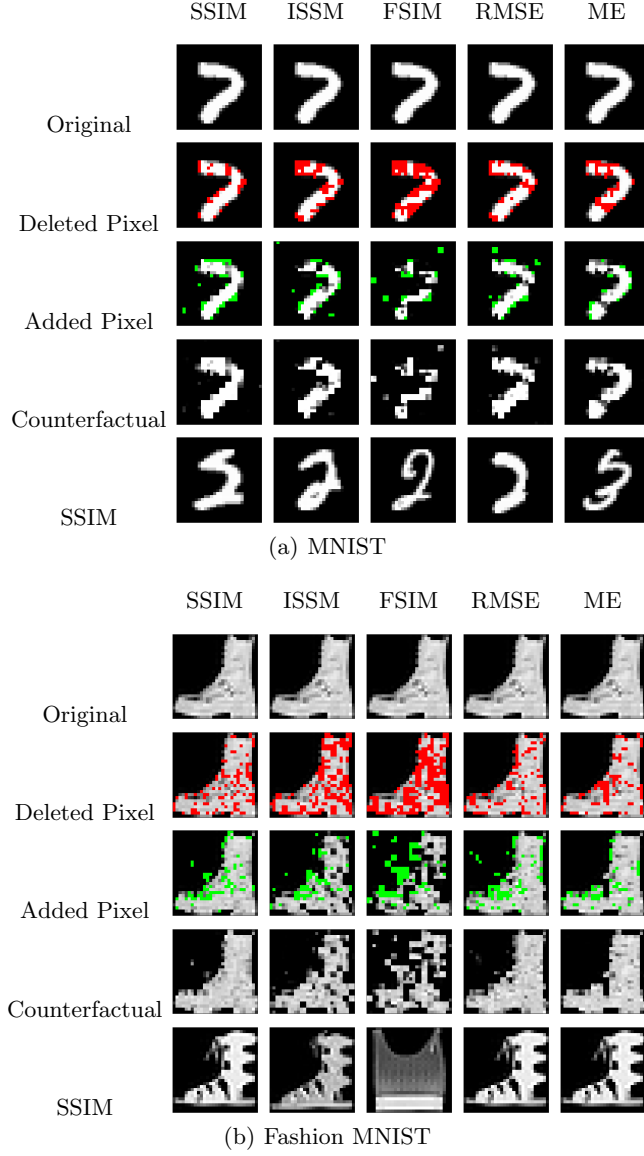 SSIM ISSM FSIM RMSE ME
Original
Deleted Pixel
Added Pixel
Counterfactual
SSIM
(a) MNIST
SSIM ISSM FSIM RMSE ME
Original
Deleted Pixel
Added Pixel
Counterfactual
SSIM
(b) Fashion MNIST